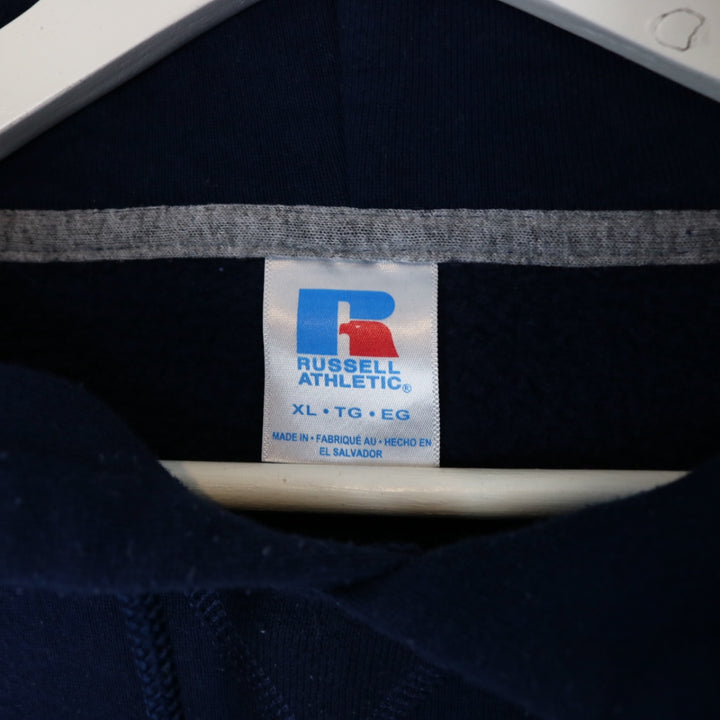 R
RUSSELL
ATHLETIC®
XL • TG • EG
MADE IN • FABRIQUÉ AU • HECHO EN
EL SALVADOR